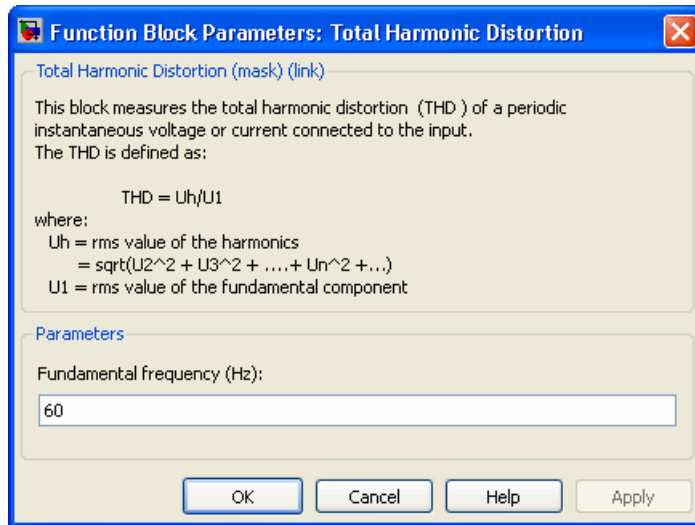 Function Block Parameters: Total Harmonic Distortion
Total Harmonic Distortion (mask) (link)
This block measures the total harmonic distortion (THD ) of a periodic
instantaneous voltage or current connected to the input.
The THD is defined as:
THD = Uh/U1
where:
Uh = rms value of the harmonics
= sqrt(U2^2 + U3^2 + ....+ Un^2 +...)
U1 = rms value of the fundamental component
Parameters
Fundamental frequency (Hz):
60
OK Cancel Help Apply